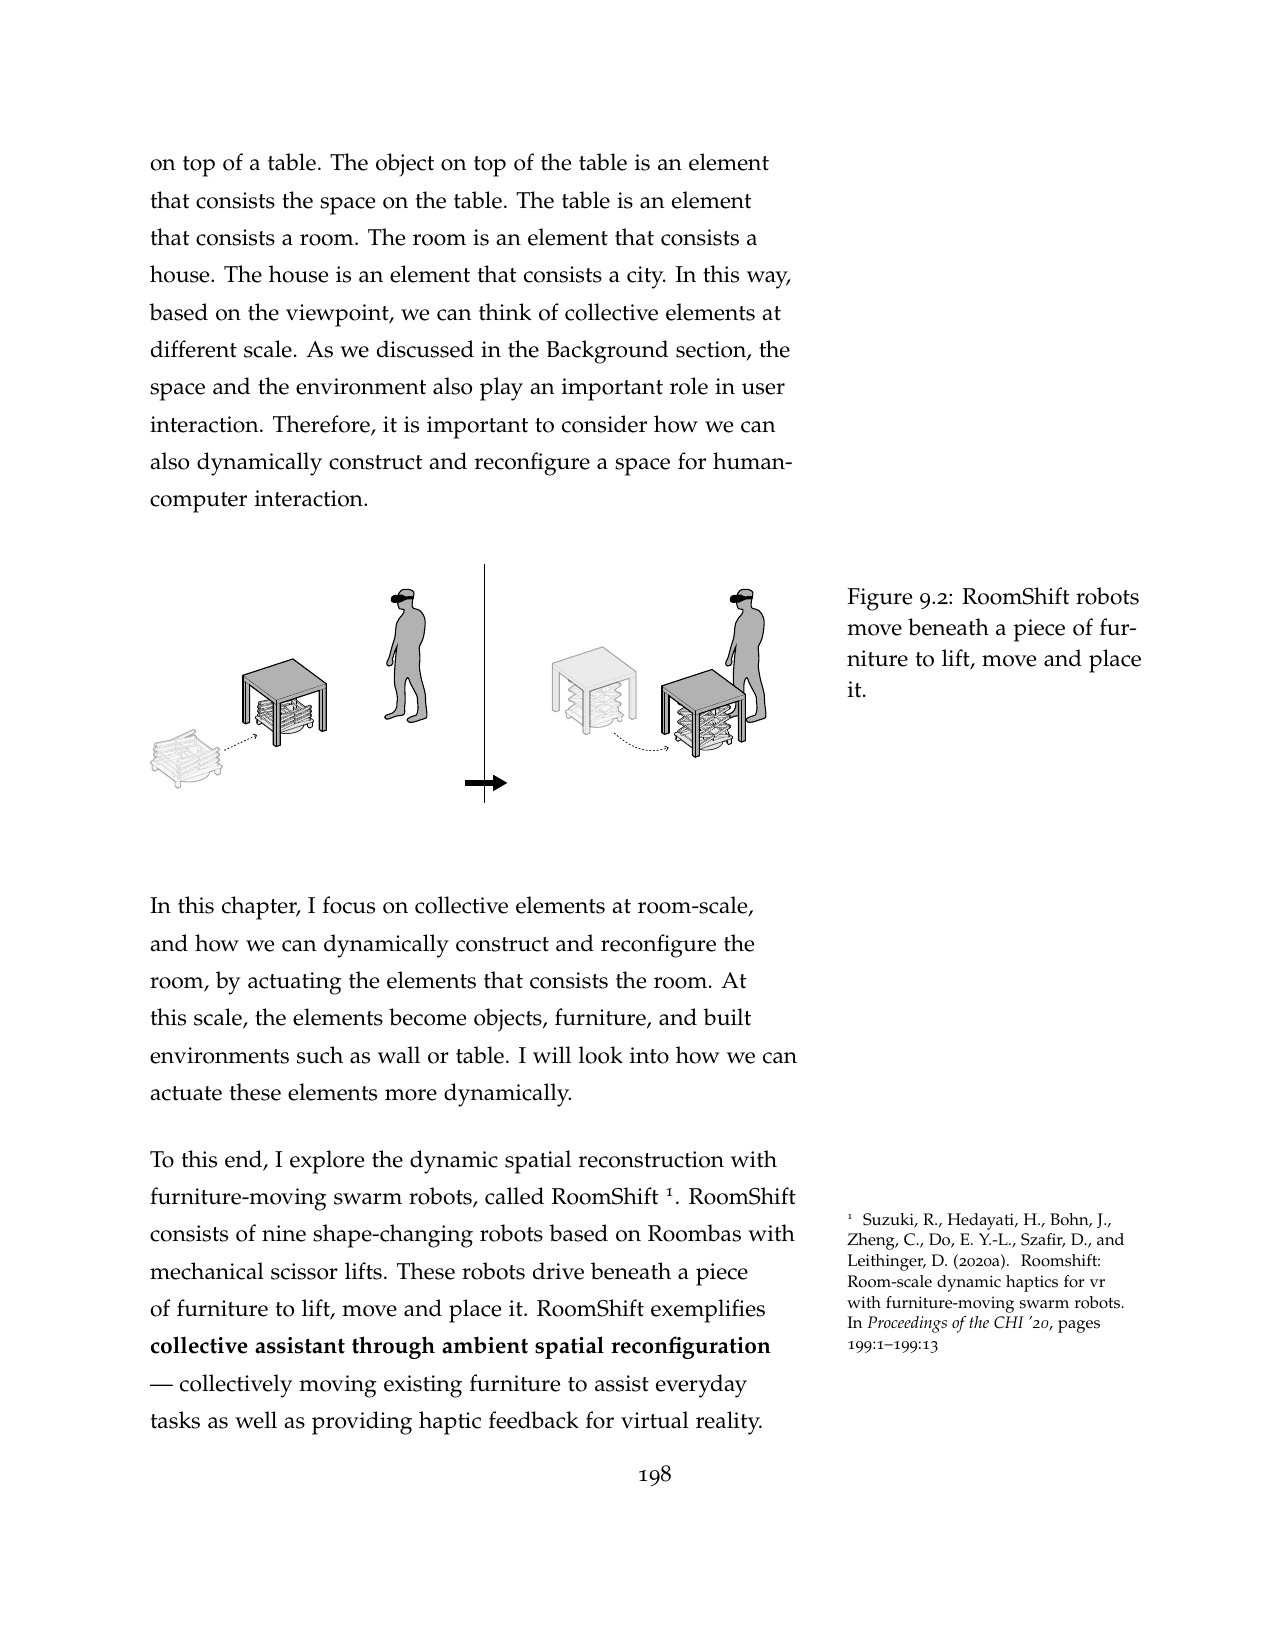 on top of a table. The object on top of the table is an element
that consists the space on the table. The table is an element
that consists a room. The room is an element that consists a
house. The house is an element that consists a city. In this way,
based on the viewpoint, we can think of collective elements at
different scale. As we discussed in the Background section, the
space and the environment also play an important role in user
interaction. Therefore, it is important to consider how we can
also dynamically construct and reconfigure a space for human-
computer interaction.
Figure 9.2: RoomShift robots
move beneath a piece of fur-
niture to lift, move and place
it.
In this chapter, I focus on collective elements at room-scale,
and how we can dynamically construct and reconfigure the
room, by actuating the elements that consists the room. At
this scale, the elements become objects, furniture, and built
environments such as wall or table. I will look into how we can
actuate these elements more dynamically.
To this end, I explore the dynamic spatial reconstruction with
furniture-moving swarm robots, called RoomShift ¹. RoomShift
consists of nine shape-changing robots based on Roombas with
mechanical scissor lifts. These robots drive beneath a piece
of furniture to lift, move and place it. RoomShift exemplifies
collective assistant through ambient spatial reconfiguration
— collectively moving existing furniture to assist everyday
tasks as well as providing haptic feedback for virtual reality.
¹ Suzuki, R., Hedayati, H., Bohn, J.,
Zheng, C., Do, E. Y.-L., Szafir, D., and
Leithinger, D. (2020a). Roomshift:
Room-scale dynamic haptics for vr
with furniture-moving swarm robots.
In Proceedings of the CHI '20, pages
199:1–199:13
198